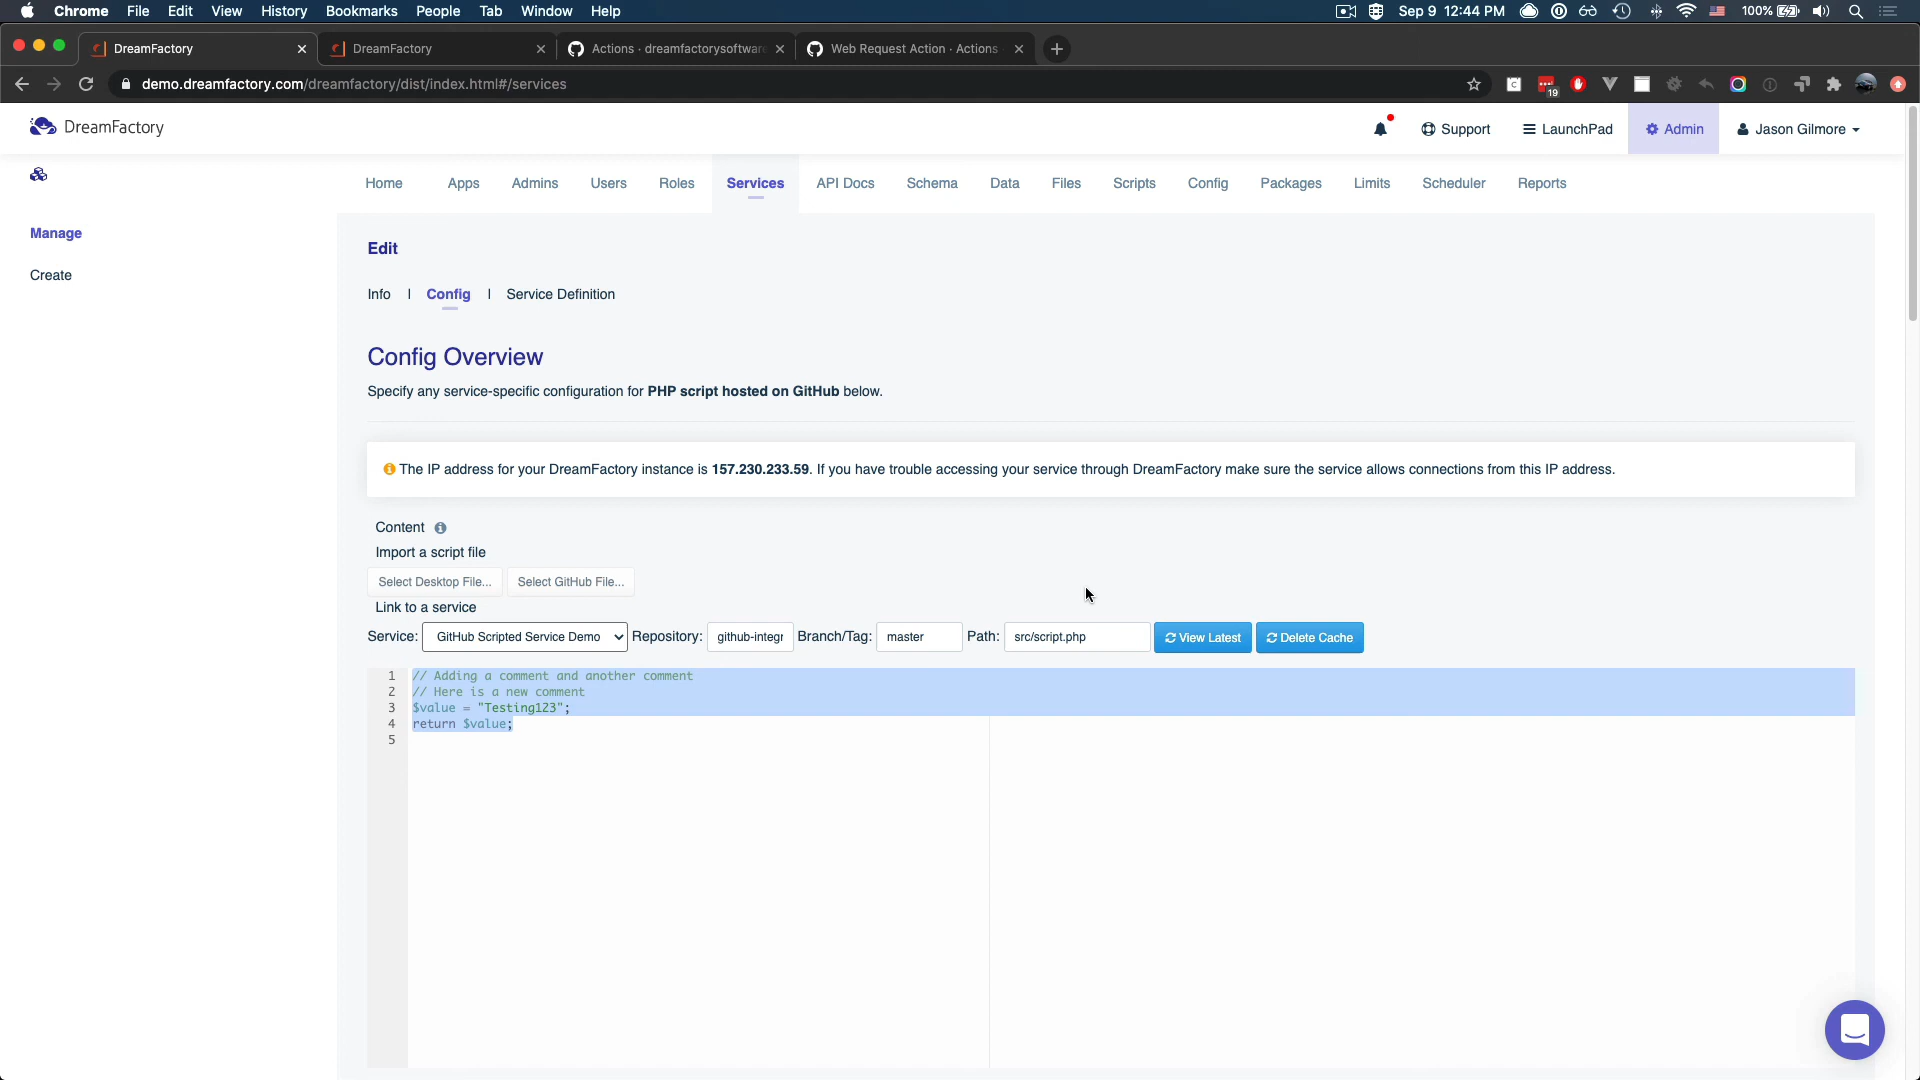 Chrome File Edit View History Bookmarks People Tab Window Help Sep 9 12:44 PM 100%
DreamFactory DreamFactory Actions · dreamfactorysoftware Web Request Action · Actions
demo.dreamfactory.com/dreamfactory/dist/index.html#/services 19
DreamFactory Support LaunchPad Admin Jason Gilmore
Home Apps Admins Users Roles Services API Docs Schema Data Files Scripts Config Packages Limits Scheduler Reports
Manage
Create
Edit
Info | Config | Service Definition
Config Overview
Specify any service-specific configuration for PHP script hosted on GitHub below.
The IP address for your DreamFactory instance is 157.230.233.59. If you have trouble accessing your service through DreamFactory make sure the service allows connections from this IP address.
Content
Import a script file
Select Desktop File... Select GitHub File...
Link to a service
Service: GitHub Scripted Service Demo Repository: github-integr Branch/Tag: master Path: src/script.php View Latest Delete Cache
1 // Adding a comment and another comment
2 // Here is a new comment
3 $value = "Testing123";
4 return $value;
5